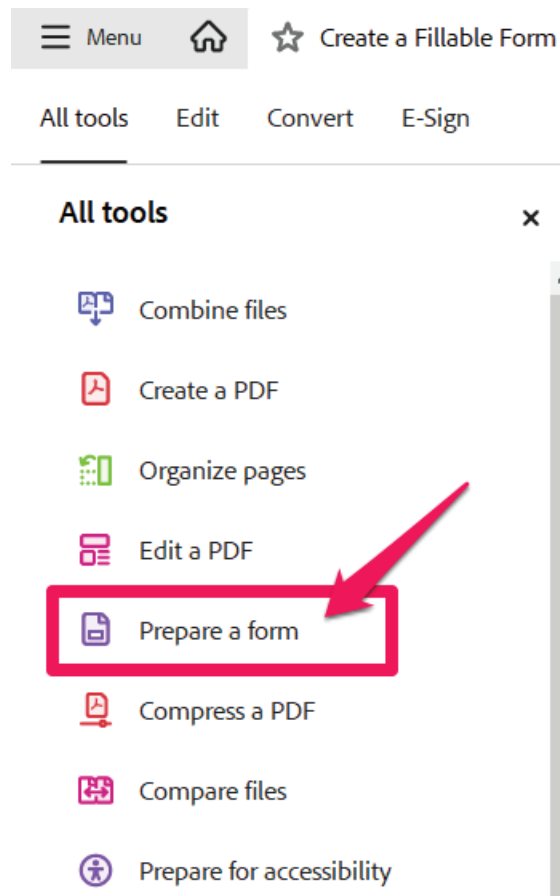 Menu
Create a Fillable Form
All tools Edit Convert E-Sign
All tools
Combine files
Create a PDF
Organize pages
Edit a PDF
Prepare a form
Compress a PDF
Compare files
Prepare for accessibility